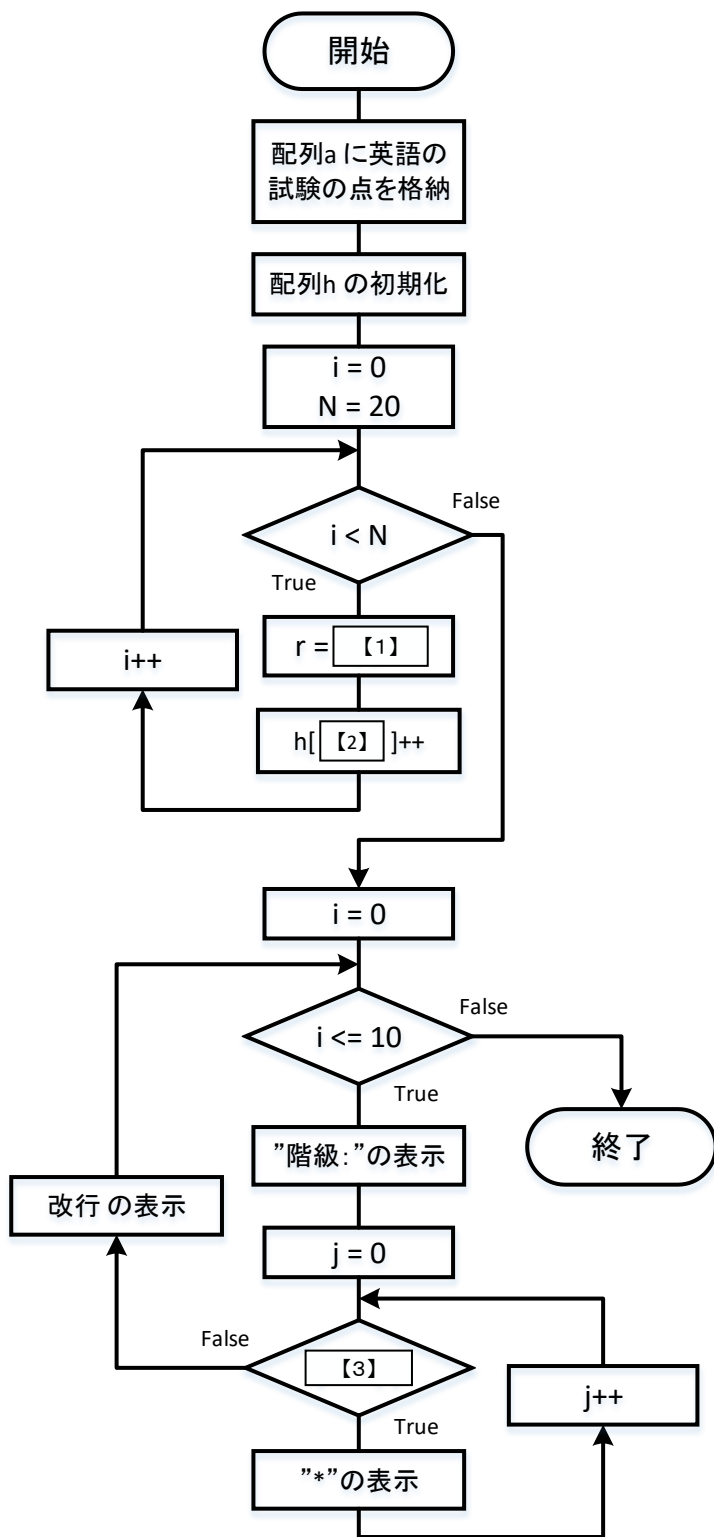 開始
配列a に英語の
試験の点を格納
配列h の初期化
i = 0
N = 20
i < N
False
True
r = 【1】
i++
h[ 【2】 ]++
i = 0
i <= 10
False
True
”階級：”の表示
終了
改行 の表示
j = 0
False
【3】
True
j++
”*”の表示